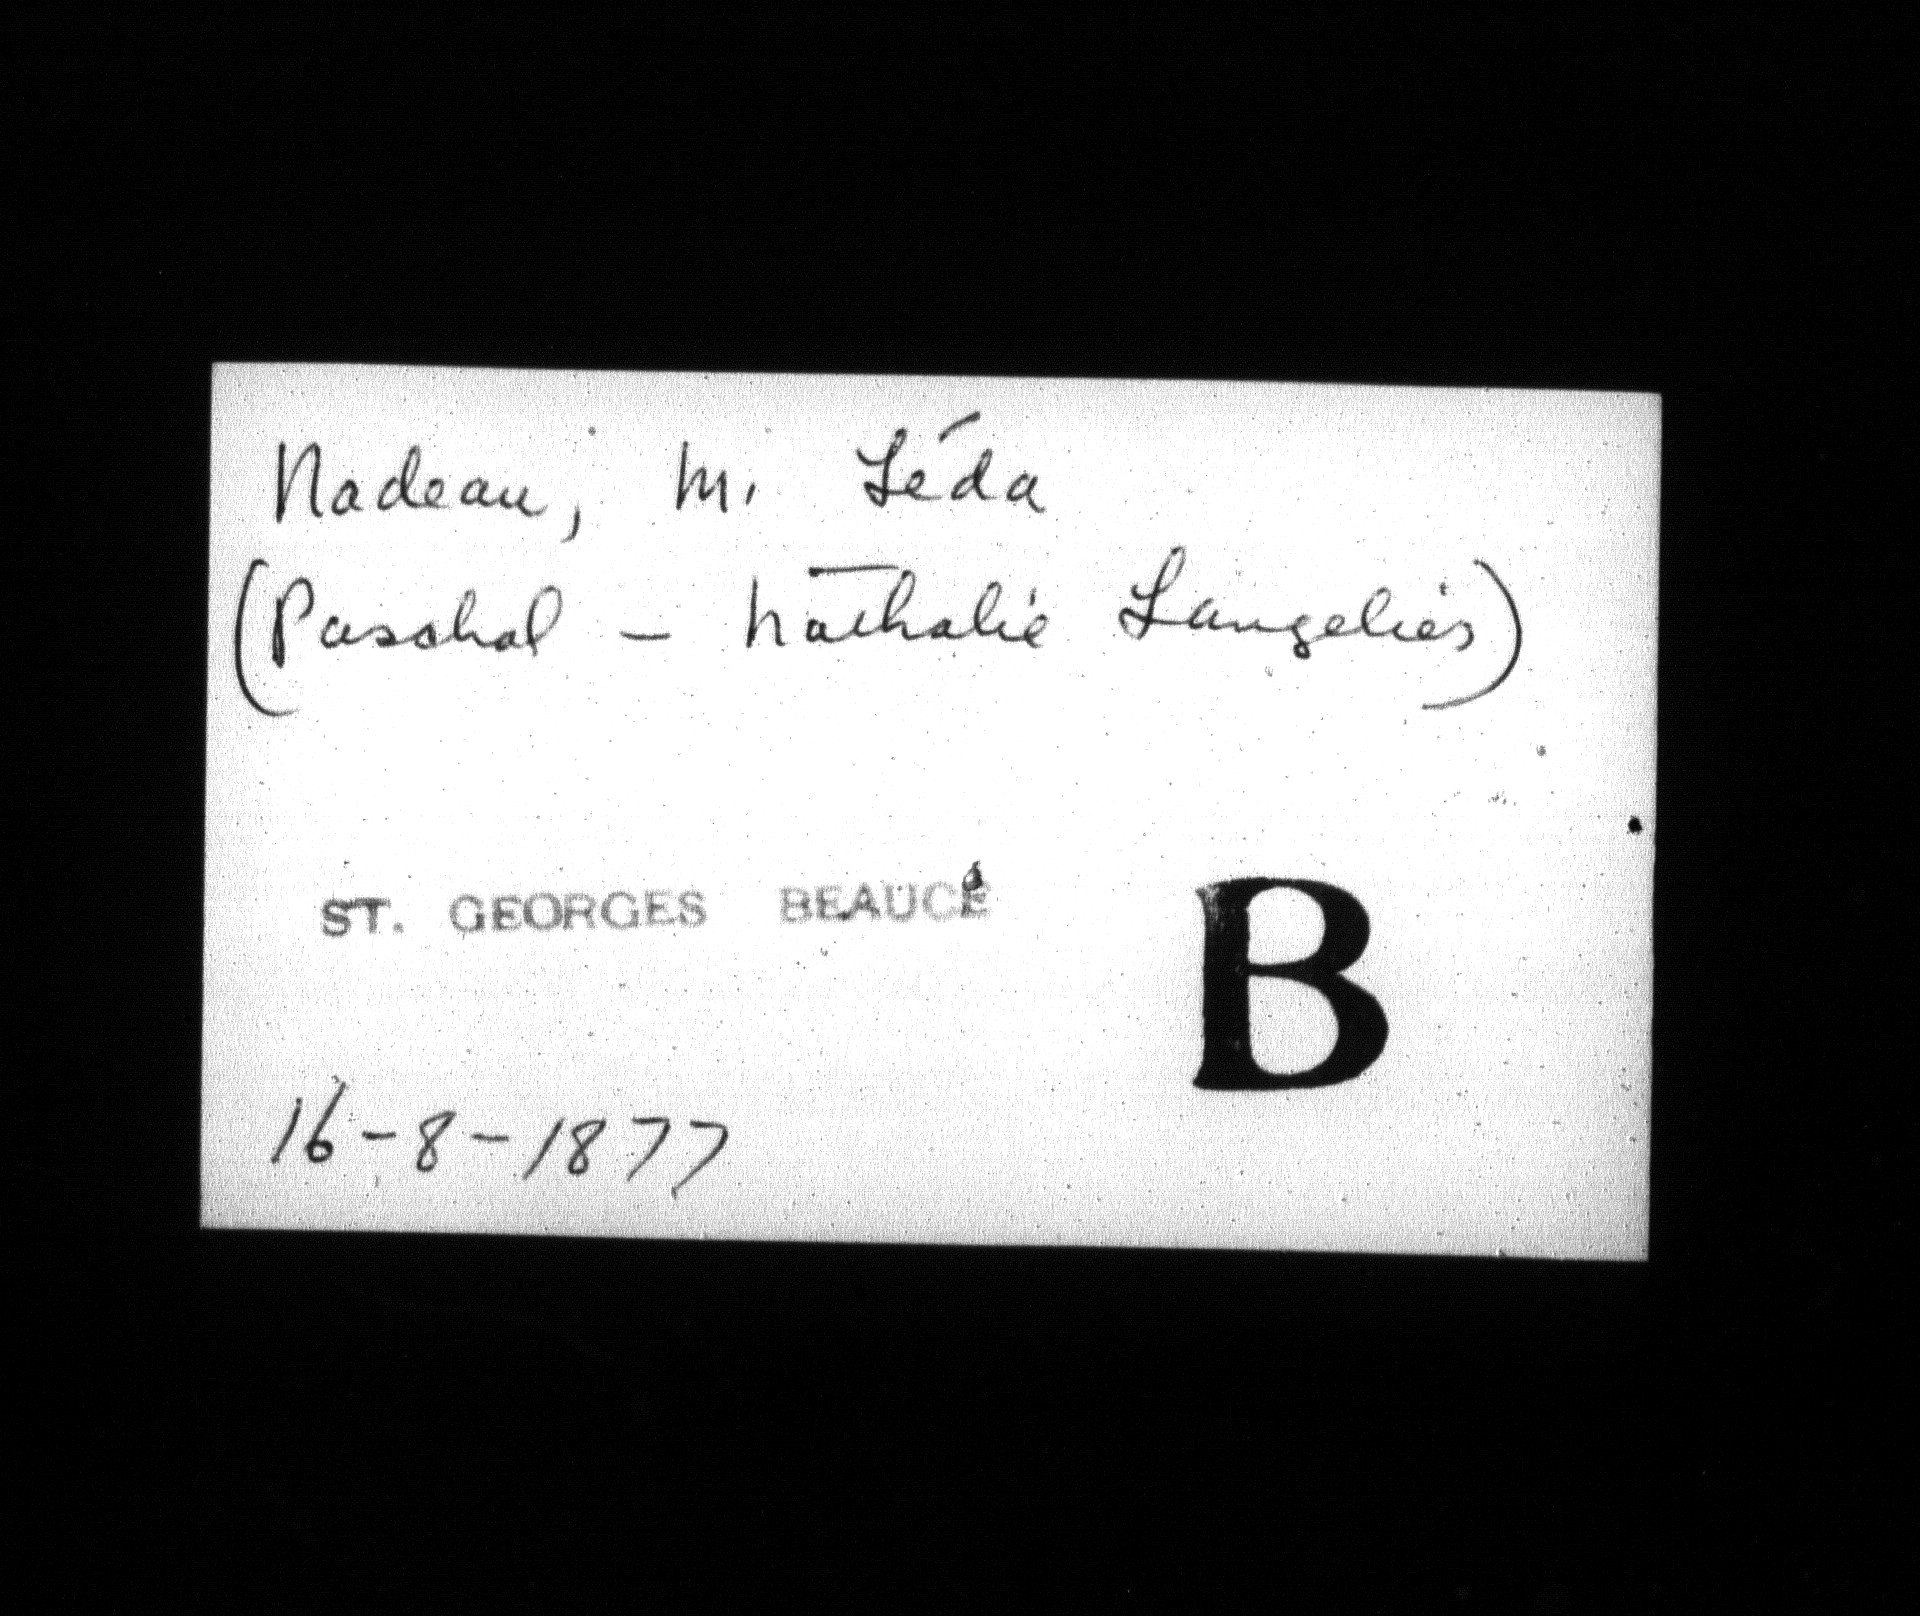 Nadeau, M. Léda
(Paschal - Nathalie Langelier)
ST. GEORGES BEAUCE
B
16-8-1877